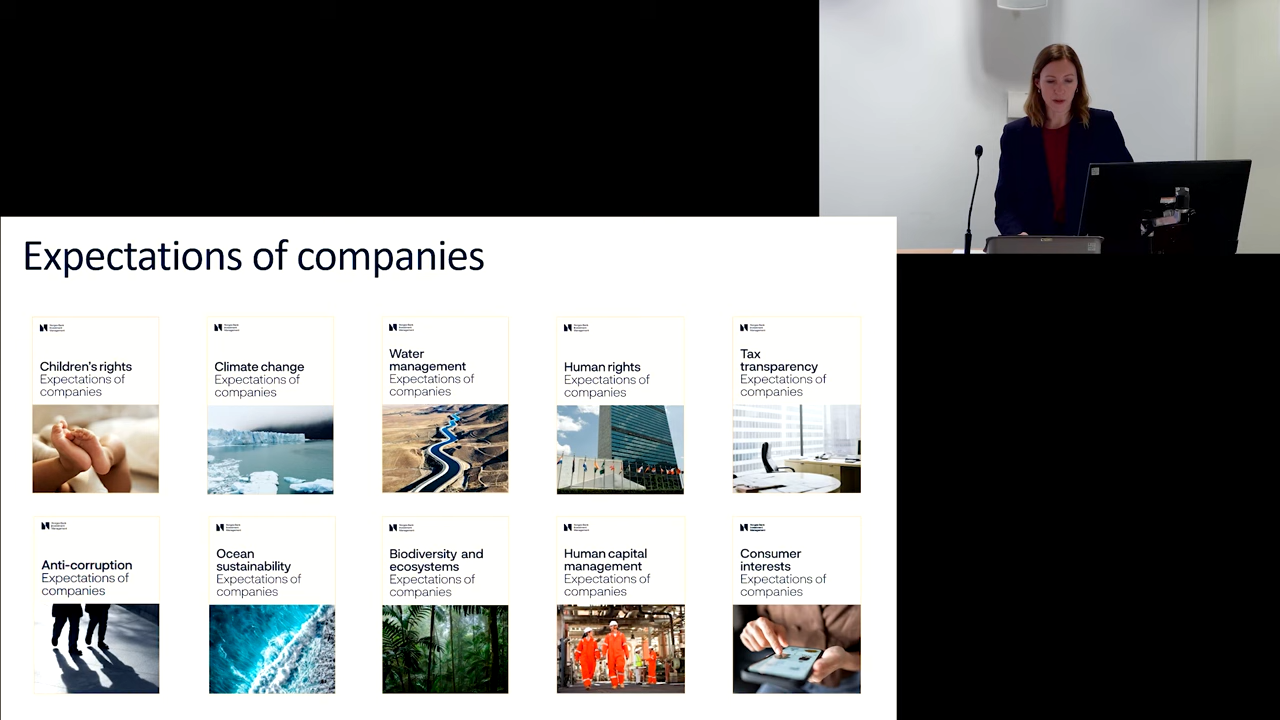 Expectations of companies
Children's rights
Expectations of
companies
Climate change
Expectations of
companies
Water
management
Expectations of
companies
Human rights
Expectations of
companies
Tax
transparency
Expectations of
companies
Anti-corruption
Expectations of
companies
Ocean
sustainability
Expectations of
companies
Biodiversity and
ecosystems
Expectations of
companies
Human capital
management
Expectations of
companies
Consumer
interests
Expectations of
companies